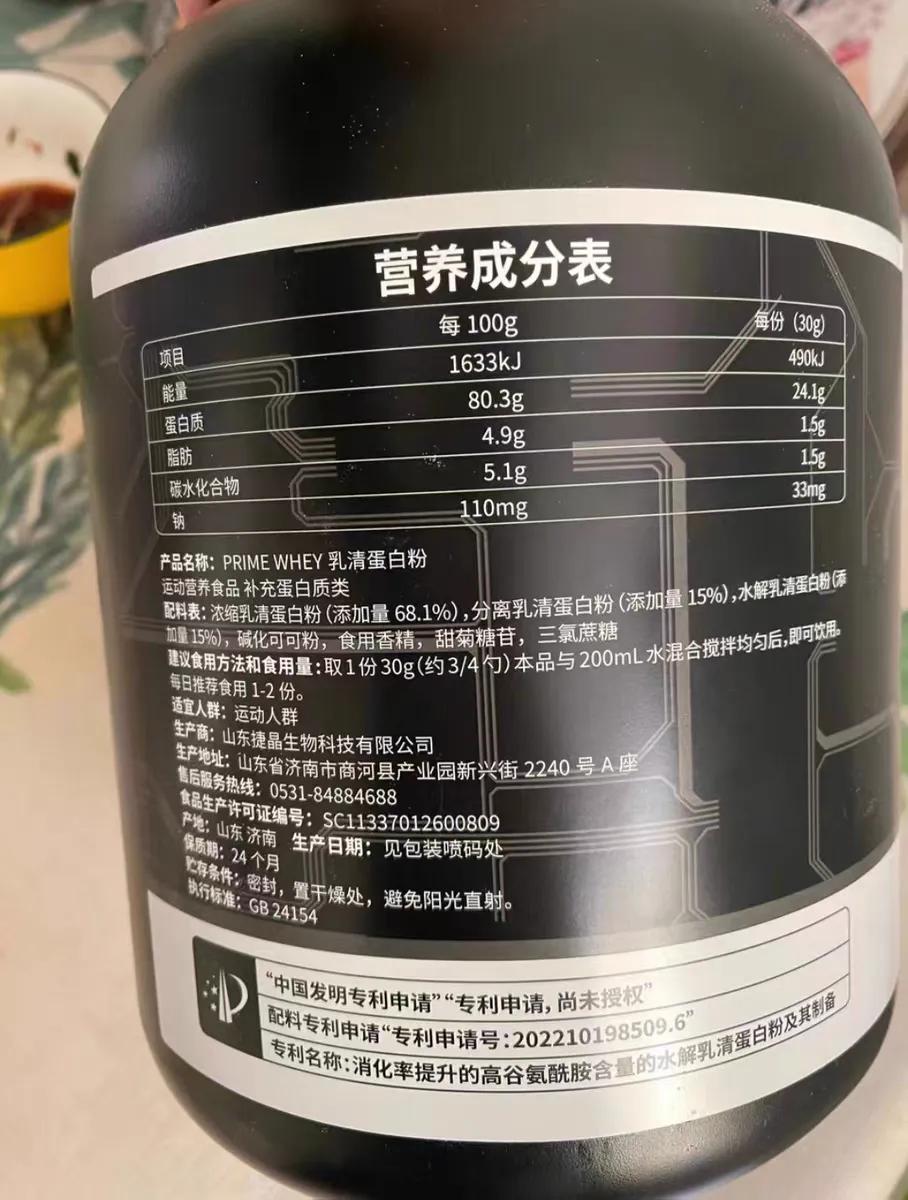 营养成分表
项目 每 100g 每份 (30g)
能量 1633kJ 490kJ
蛋白质 80.3g 24.1g
脂肪 4.9g 1.5g
碳水化合物 5.1g 1.5g
钠 110mg 33mg
产品名称：PRIME WHEY 乳清蛋白粉
运动营养食品 补充蛋白质类
配料表：浓缩乳清蛋白粉（添加量 68.1%），分离乳清蛋白粉（添加量 15%），水解乳清蛋白粉（添
加量 15%），碱化可可粉，食用香精，甜菊糖苷，三氯蔗糖
建议食用方法和食用量：取 1 份 30g（约 3/4 勺）本品与 200mL 水混合搅拌均匀后，即可饮用。
每日推荐食用 1-2 份。
适宜人群：运动人群
生产商：山东捷晶生物科技有限公司
生产地址：山东省济南市商河县产业园新兴街 2240 号 A 座
售后服务热线：0531-84884688
食品生产许可证编号：SC11337012600809
产地：山东 济南 生产日期：见包装喷码处
保质期：24 个月
贮存条件：密封，置干燥处，避免阳光直射。
执行标准：GB 24154
“中国发明专利申请”“专利申请，尚未授权”
配料专利申请“专利申请号：202210198509.6”
专利名称：消化率提升的高谷氨酰胺含量的水解乳清蛋白粉及其制备